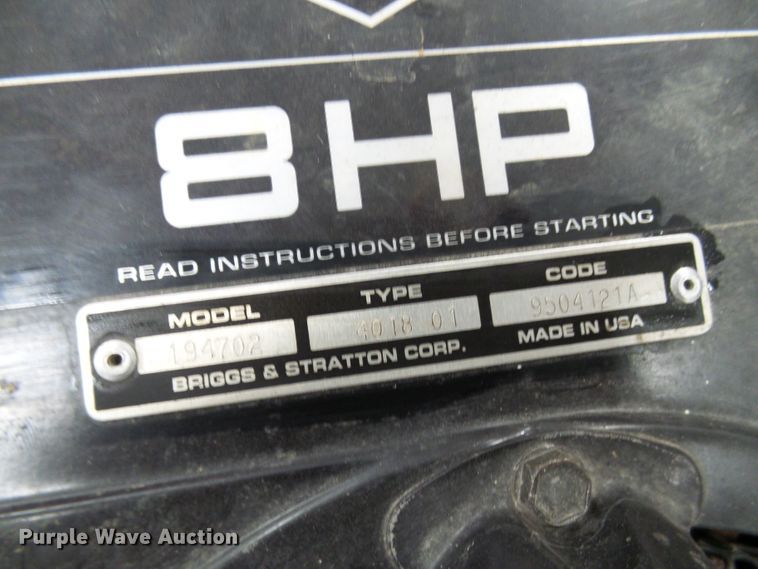 8HP
READ INSTRUCTIONS BEFORE STARTING
MODEL TYPE CODE
194702 4018 01 9504121A
BRIGGS & STRATTON CORP. MADE IN USA
Purple Wave Auction